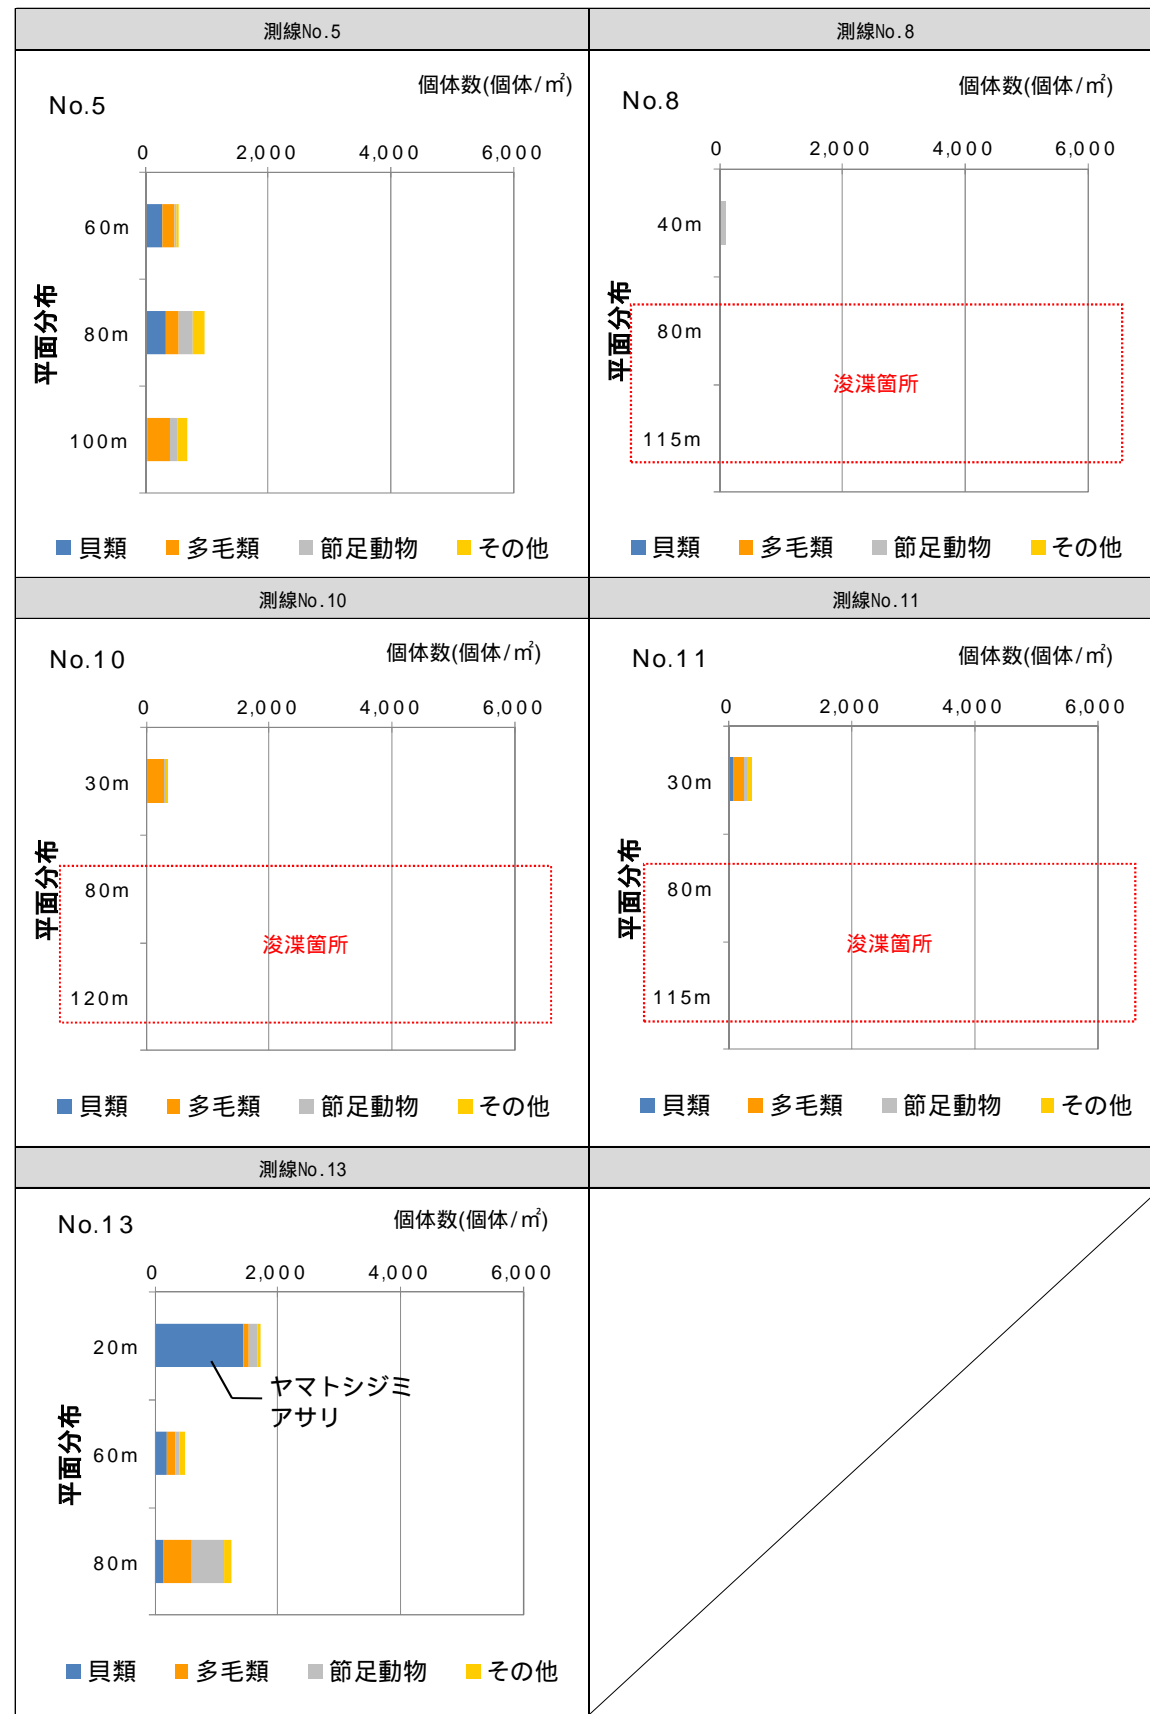 測線No.5
測線No.8
No.5
個体数(個体/㎡)
0 2,000 4,000 6,000
60m
80m
100m
平面分布
貝類 多毛類 節足動物 その他
No.8
個体数(個体/㎡)
0 2,000 4,000 6,000
40m
80m
浚渫箇所
115m
平面分布
貝類 多毛類 節足動物 その他
測線No.10
測線No.11
No.10
個体数(個体/㎡)
0 2,000 4,000 6,000
30m
80m
浚渫箇所
120m
平面分布
貝類 多毛類 節足動物 その他
No.11
個体数(個体/㎡)
0 2,000 4,000 6,000
30m
80m
浚渫箇所
115m
平面分布
貝類 多毛類 節足動物 その他
測線No.13
No.13
個体数(個体/㎡)
0 2,000 4,000 6,000
20m
ヤマトシジミ
アサリ
60m
80m
平面分布
貝類 多毛類 節足動物 その他